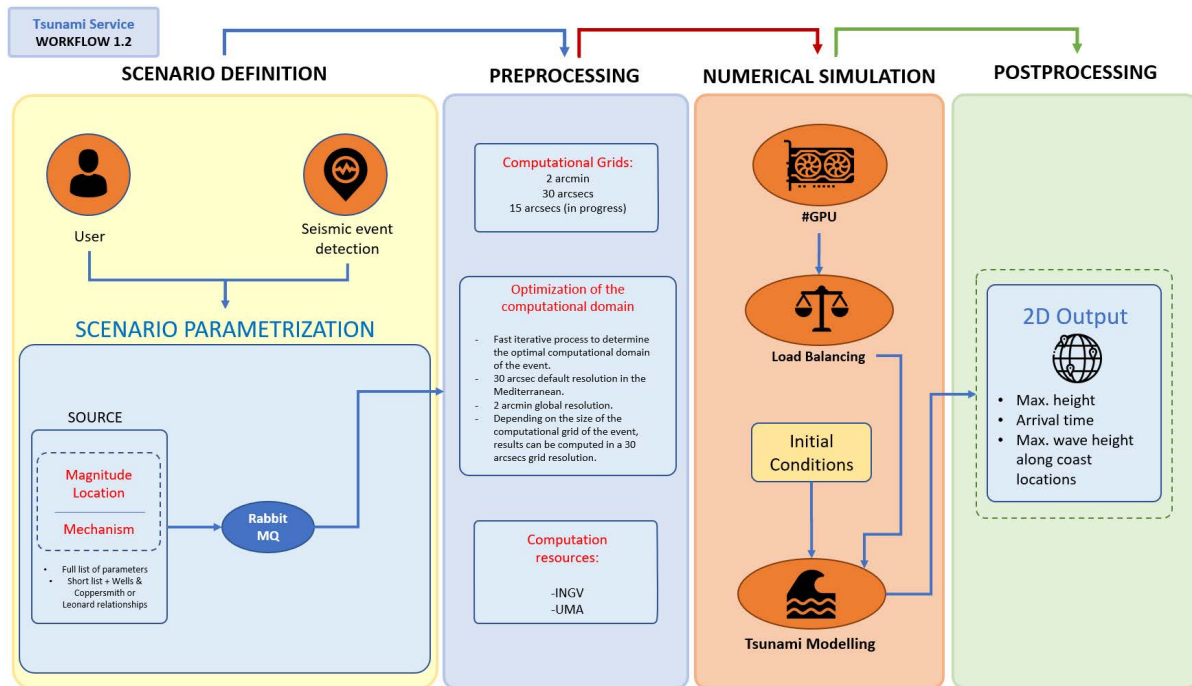 Tsunami Service
WORKFLOW 1.2
SCENARIO DEFINITION
User
Seismic event
detection
SCENARIO PARAMETRIZATION
SOURCE
Magnitude
Location
Mechanism
• Full list of parameters
• Short list + Wells &
Coppersmith or
Leonard relationships
Rabbit
MQ
PREPROCESSING
Computational Grids:
2 arcmin
30 arcsecs
15 arcsecs (in progress)
Optimization of the
computational domain
- Fast iterative process to determine
the optimal computational domain
of the event.
- 30 arcsec default resolution in the
Mediterranean.
- 2 arcmin global resolution.
- Depending on the size of the
computational grid of the event,
results can be computed in a 30
arcsecs grid resolution.
Computation
resources:
-INGV
-UMA
NUMERICAL SIMULATION
#GPU
Load Balancing
Initial
Conditions
Tsunami Modelling
POSTPROCESSING
2D Output
• Max. height
• Arrival time
• Max. wave height
along coast
locations